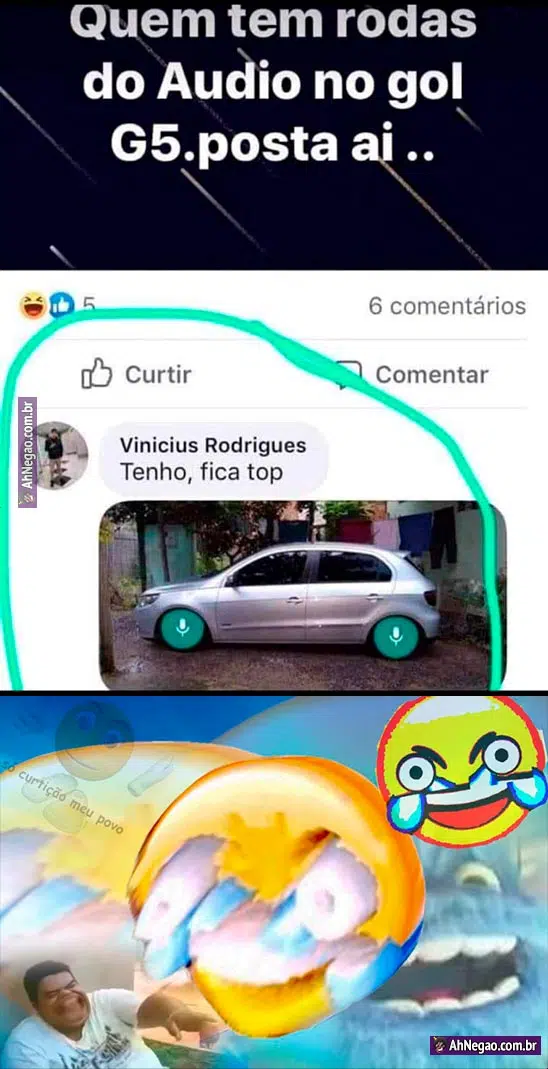 Quem tem rodas
do Audio no gol
G5.posta ai ..
5
6 comentários
Curtir
Comentar
AhNegao.com.br
Vinicius Rodrigues
Tenho, fica top
só curtição meu povo
AhNegao.com.br